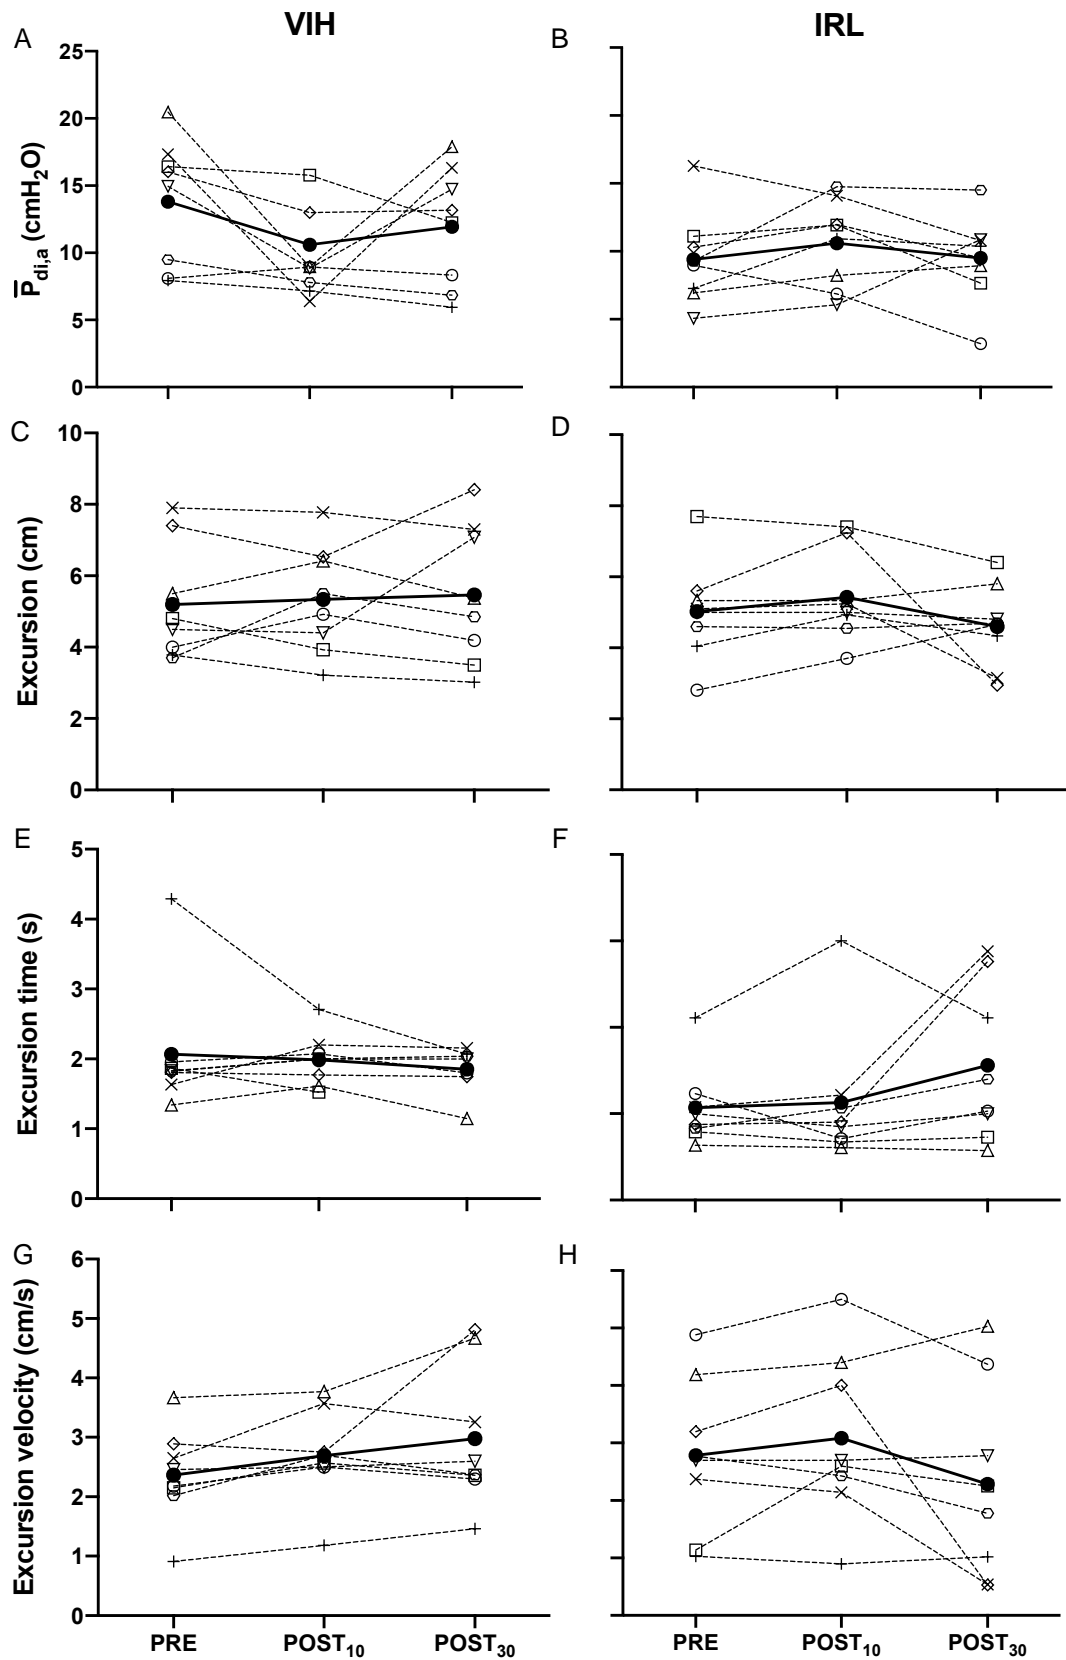 VIH
IRL
A
B
25
20
15
10
5
0
P̅di,a (cmH2O)
C
D
10
8
6
4
2
0
Excursion (cm)
E
F
5
4
3
2
1
0
Excursion time (s)
G
H
6
5
4
3
2
1
0
Excursion velocity (cm/s)
PRE
POST10
POST30
PRE
POST10
POST30